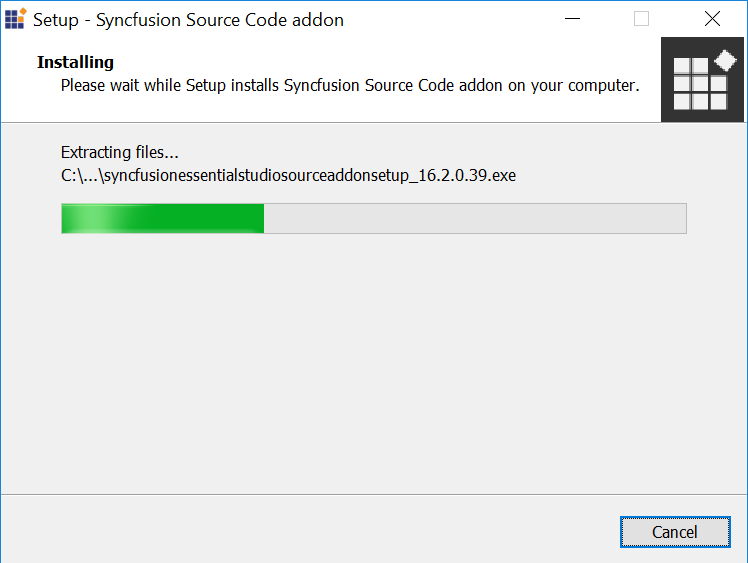 Setup - Syncfusion Source Code addon
Installing
Please wait while Setup installs Syncfusion Source Code addon on your computer.
Extracting files...
C:\...\syncfusionessentialstudiosourceaddonsetup_16.2.0.39.exe
Cancel